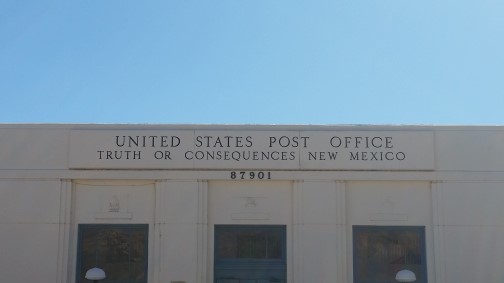 UNITED STATES POST OFFICE
TRUTH OR CONSEQUENCES NEW MEXICO
87901